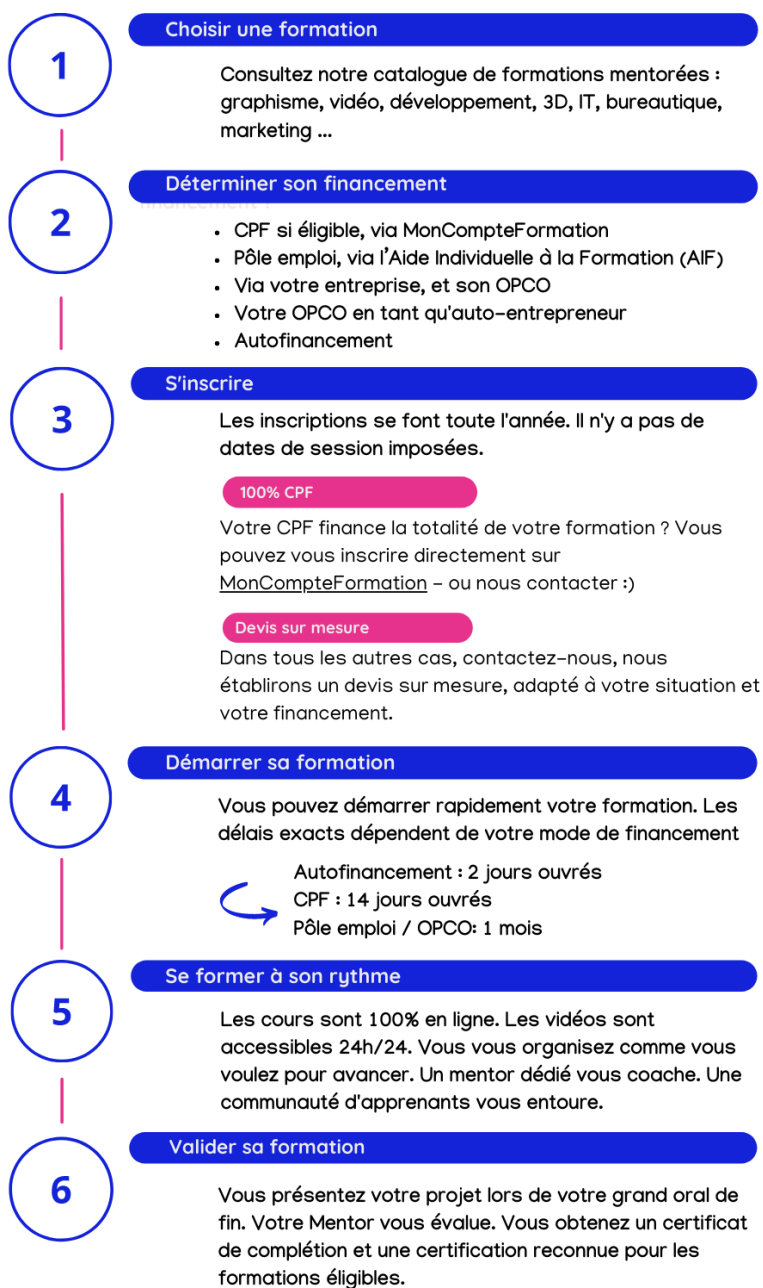 1
Choisir une formation
Consultez notre catalogue de formations mentorées :
graphisme, vidéo, développement, 3D, IT, bureautique,
marketing ...
2
Déterminer son financement
financement ?
• CPF si éligible, via MonCompteFormation
• Pôle emploi, via l'Aide Individuelle à la Formation (AIF)
• Via votre entreprise, et son OPCO
• Votre OPCO en tant qu'auto-entrepreneur
• Autofinancement
3
S'inscrire
Les inscriptions se font toute l'année. Il n'y a pas de
dates de session imposées.
100% CPF
Votre CPF finance la totalité de votre formation ? Vous
pouvez vous inscrire directement sur
MonCompteFormation - ou nous contacter :)
Devis sur mesure
Dans tous les autres cas, contactez-nous, nous
établirons un devis sur mesure, adapté à votre situation et
votre financement.
4
Démarrer sa formation
Vous pouvez démarrer rapidement votre formation. Les
délais exacts dépendent de votre mode de financement
Autofinancement : 2 jours ouvrés
CPF : 14 jours ouvrés
Pôle emploi / OPCO: 1 mois
5
Se former à son rythme
Les cours sont 100% en ligne. Les vidéos sont
accessibles 24h/24. Vous vous organisez comme vous
voulez pour avancer. Un mentor dédié vous coache. Une
communauté d'apprenants vous entoure.
6
Valider sa formation
Vous présentez votre projet lors de votre grand oral de
fin. Votre Mentor vous évalue. Vous obtenez un certificat
de complétion et une certification reconnue pour les
formations éligibles.